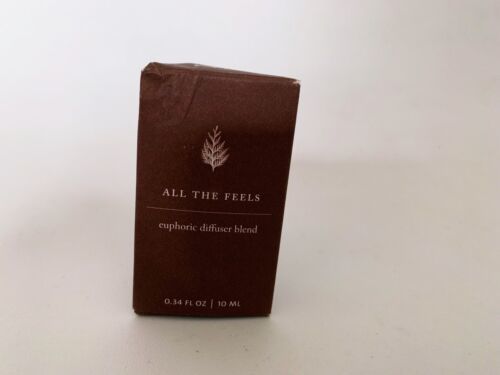 ALL THE FEELS
euphoric diffuser blend
0.34 FL OZ | 10 ML